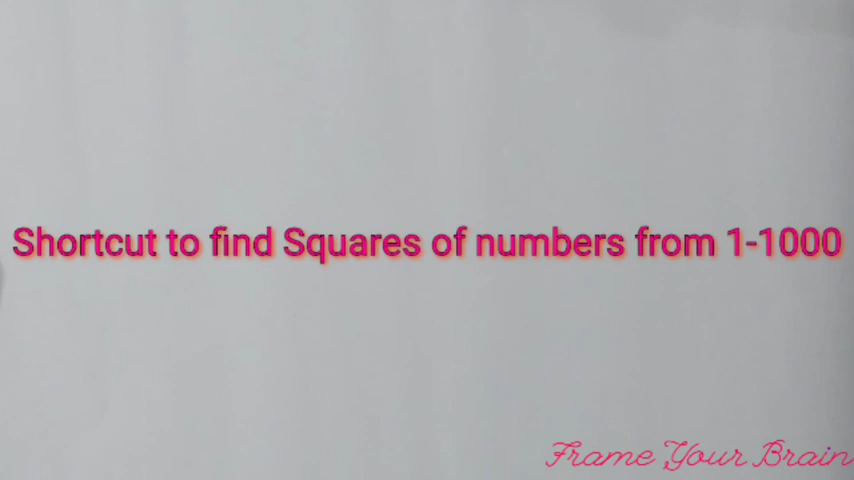 Shortcut to find Squares of numbers from 1-1000
Frame Your Brain